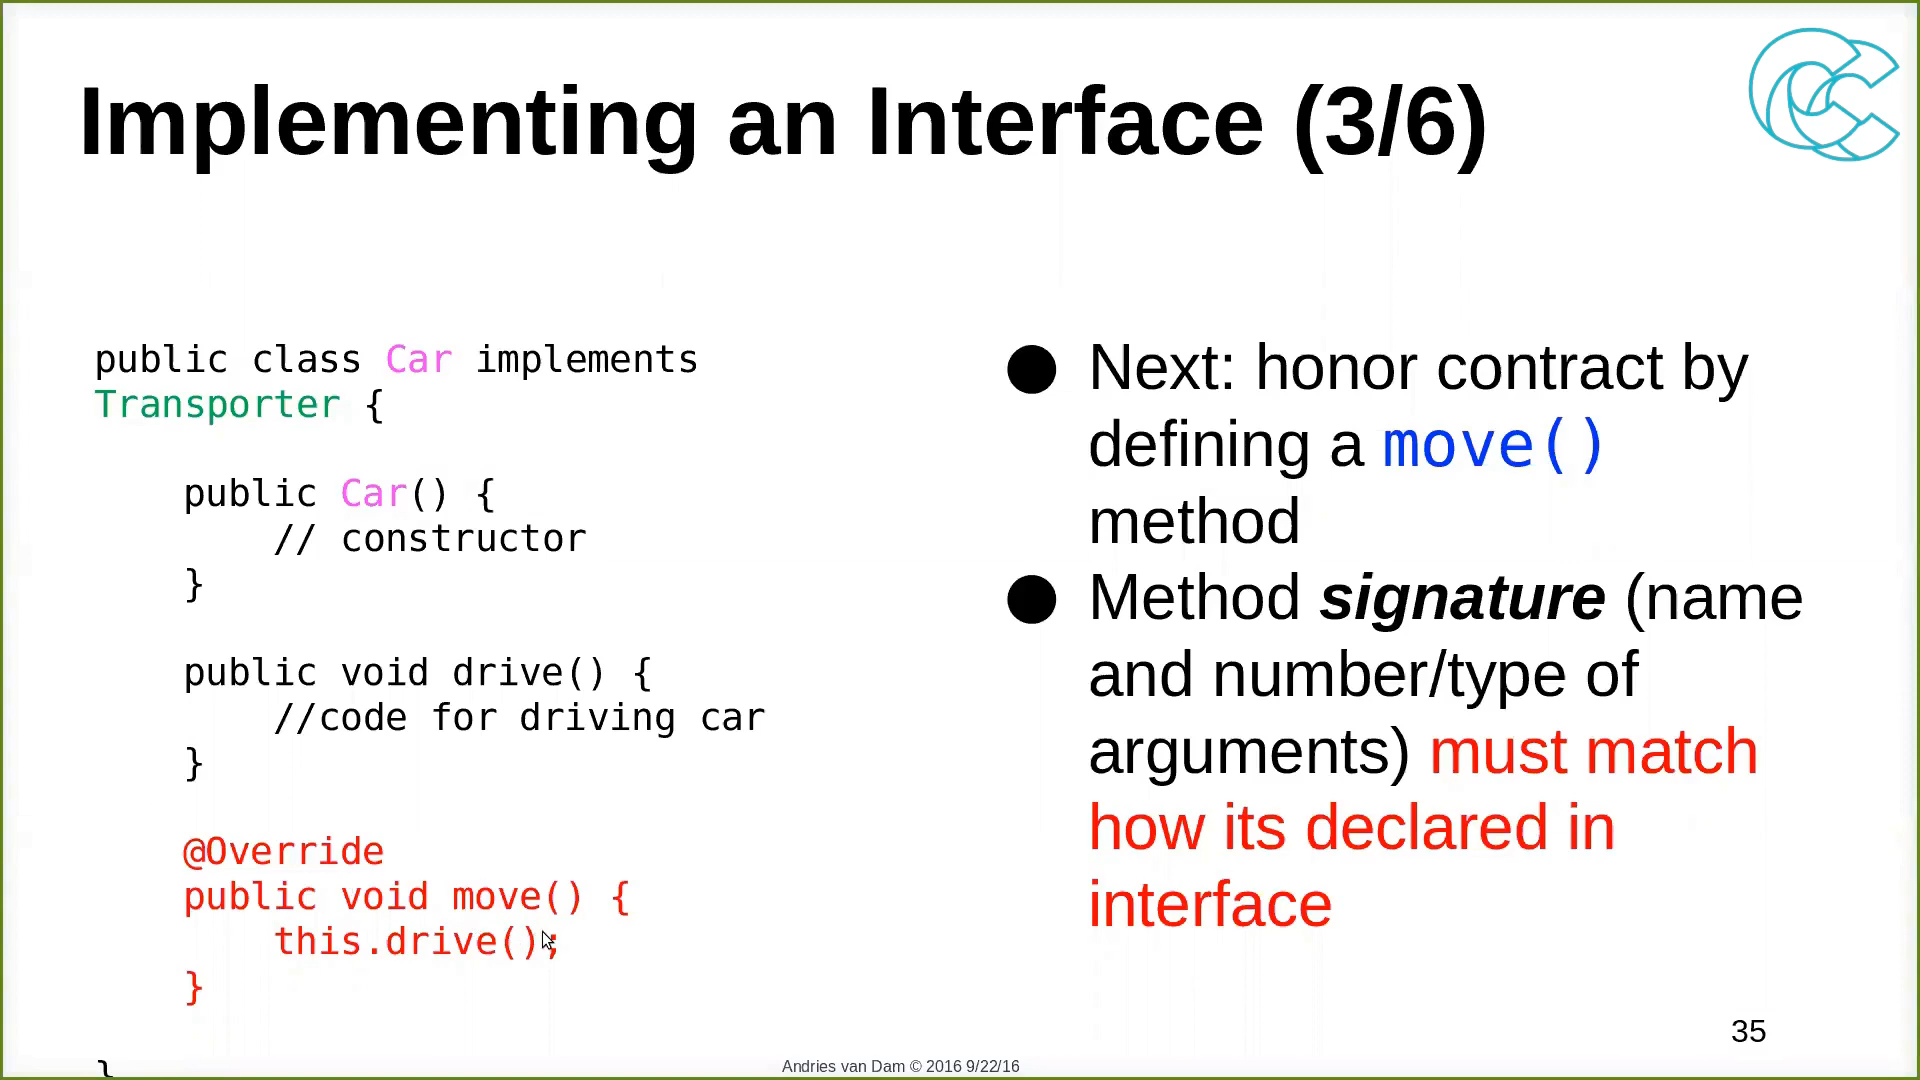 Implementing an Interface (3/6)
public class Car implements
Transporter {
public Car() {
// constructor
}
public void drive() {
//code for driving car
}
@Override
public void move() {
this.drive();
}
}
● Next: honor contract by
defining a move()
method
● Method signature (name
and number/type of
arguments) must match
how its declared in
interface
35
Andries van Dam © 2016 9/22/16